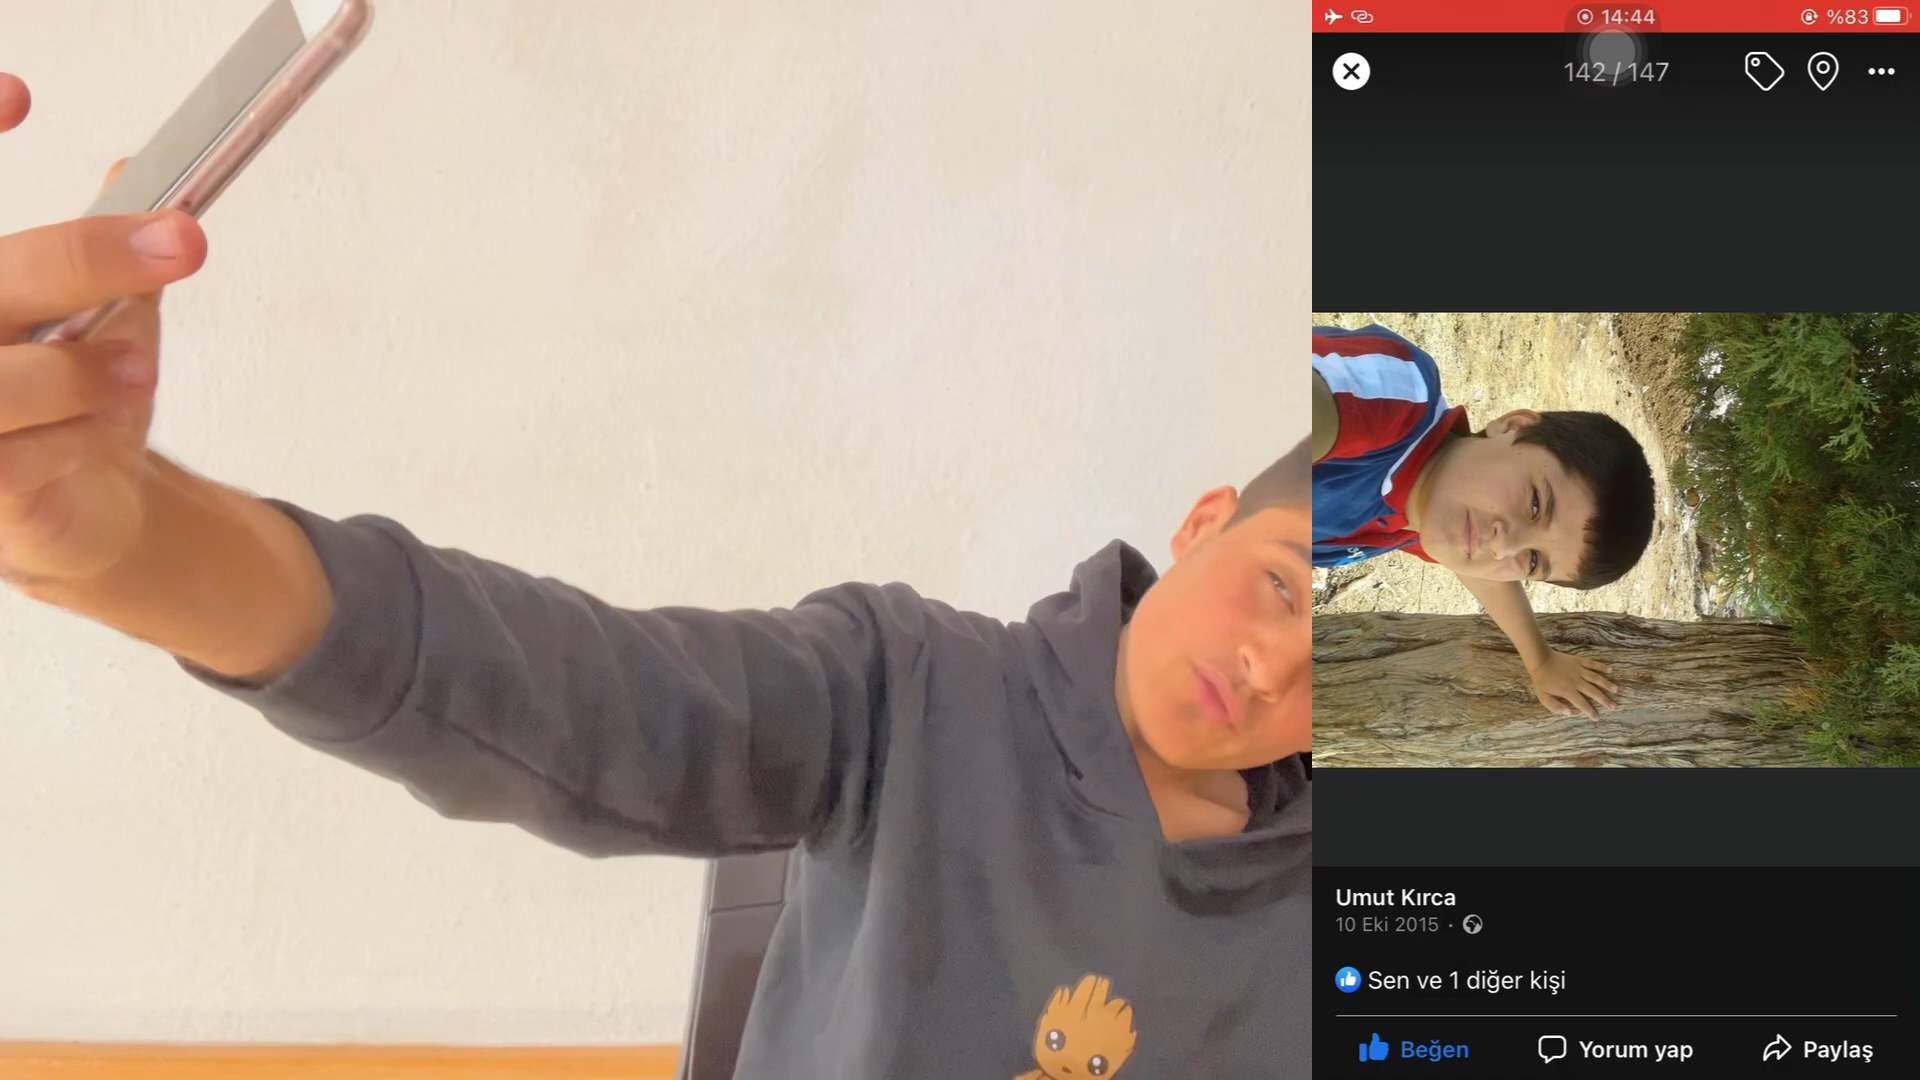 14:44
%83
142 / 147
Umut Kırca
10 Eki 2015 ·
Sen ve 1 diğer kişi
Beğen
Yorum yap
Paylaş